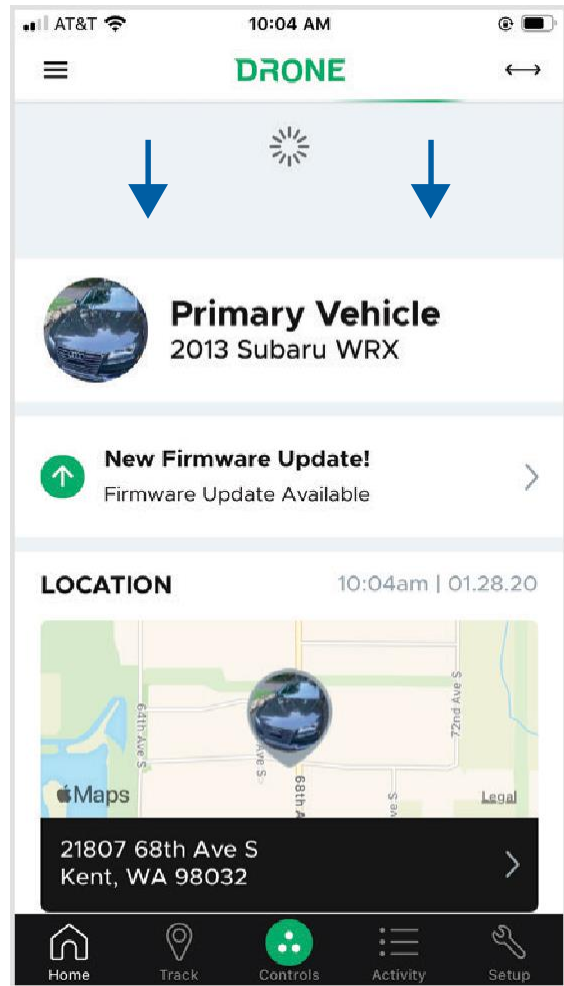 AT&T
10:04 AM
DRONE
Primary Vehicle
2013 Subaru WRX
New Firmware Update!
Firmware Update Available
LOCATION
10:04am | 01.28.20
64th Ave S
Ave S
68th A
ve S
72nd Ave S
Maps
Legal
21807 68th Ave S
Kent, WA 98032
Home
Track
Controls
Activity
Setup